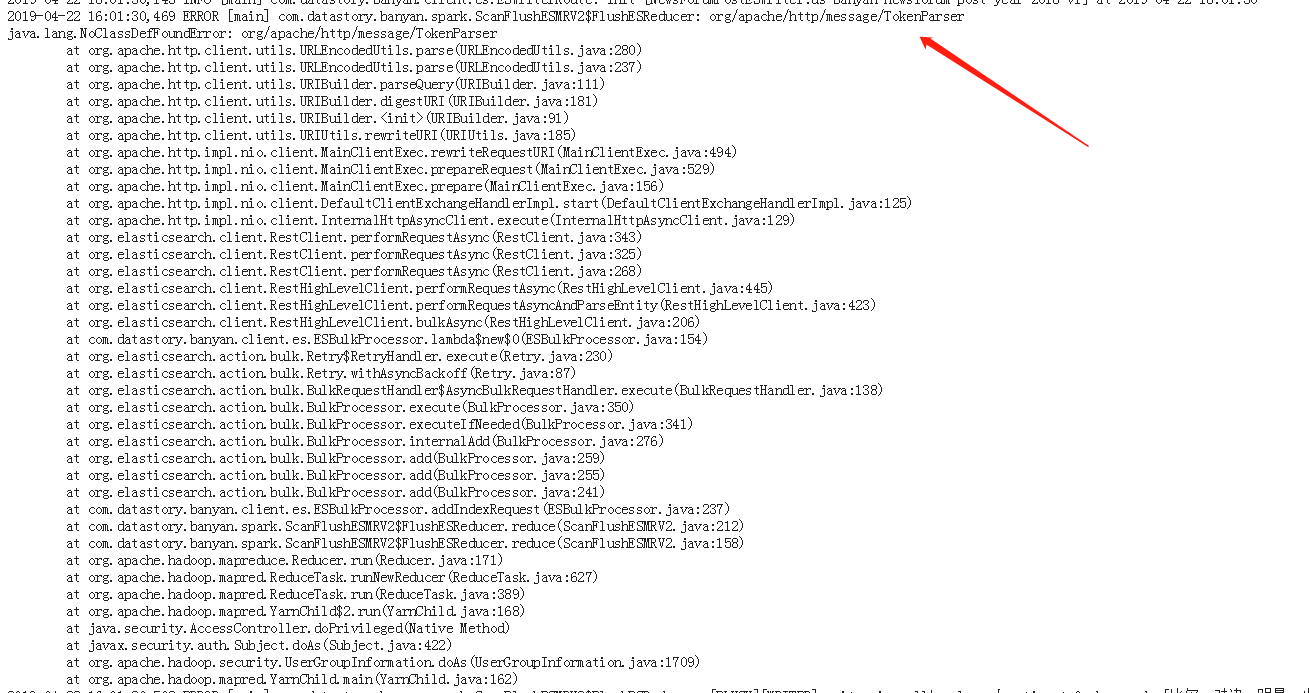 2019-04-22 16:01:30,469 ERROR [main] com.datastory.banyan.spark.ScanFlushESMRV2$FlushESReducer: org/apache/http/message/TokenParser
java.lang.NoClassDefFoundError: org/apache/http/message/TokenParser
at org.apache.http.client.utils.URLEncodedUtils.parse(URLEncodedUtils.java:280)
at org.apache.http.client.utils.URLEncodedUtils.parse(URLEncodedUtils.java:237)
at org.apache.http.client.utils.URIBuilder.parseQuery(URIBuilder.java:111)
at org.apache.http.client.utils.URIBuilder.digestURI(URIBuilder.java:181)
at org.apache.http.client.utils.URIBuilder.<init>(URIBuilder.java:91)
at org.apache.http.client.utils.URIUtils.rewriteURI(URIUtils.java:185)
at org.apache.http.impl.nio.client.MainClientExec.rewriteRequestURI(MainClientExec.java:494)
at org.apache.http.impl.nio.client.MainClientExec.prepareRequest(MainClientExec.java:529)
at org.apache.http.impl.nio.client.MainClientExec.prepare(MainClientExec.java:156)
at org.apache.http.impl.nio.client.DefaultClientExchangeHandlerImpl.start(DefaultClientExchangeHandlerImpl.java:125)
at org.apache.http.impl.nio.client.InternalHttpAsyncClient.execute(InternalHttpAsyncClient.java:129)
at org.elasticsearch.client.RestClient.performRequestAsync(RestClient.java:343)
at org.elasticsearch.client.RestClient.performRequestAsync(RestClient.java:325)
at org.elasticsearch.client.RestClient.performRequestAsync(RestClient.java:268)
at org.elasticsearch.client.RestHighLevelClient.performRequestAsync(RestHighLevelClient.java:445)
at org.elasticsearch.client.RestHighLevelClient.performRequestAsyncAndParseEntity(RestHighLevelClient.java:423)
at org.elasticsearch.client.RestHighLevelClient.bulkAsync(RestHighLevelClient.java:206)
at com.datastory.banyan.client.es.ESBulkProcessor.lambda$new$0(ESBulkProcessor.java:154)
at org.elasticsearch.action.bulk.Retry$RetryHandler.execute(Retry.java:230)
at org.elasticsearch.action.bulk.Retry.withAsyncBackoff(Retry.java:87)
at org.elasticsearch.action.bulk.BulkRequestHandler$AsyncBulkRequestHandler.execute(BulkRequestHandler.java:138)
at org.elasticsearch.action.bulk.BulkProcessor.execute(BulkProcessor.java:350)
at org.elasticsearch.action.bulk.BulkProcessor.executeIfNeeded(BulkProcessor.java:341)
at org.elasticsearch.action.bulk.BulkProcessor.internalAdd(BulkProcessor.java:276)
at org.elasticsearch.action.bulk.BulkProcessor.add(BulkProcessor.java:259)
at org.elasticsearch.action.bulk.BulkProcessor.add(BulkProcessor.java:255)
at org.elasticsearch.action.bulk.BulkProcessor.add(BulkProcessor.java:241)
at com.datastory.banyan.client.es.ESBulkProcessor.addIndexRequest(ESBulkProcessor.java:237)
at com.datastory.banyan.spark.ScanFlushESMRV2$FlushESReducer.reduce(ScanFlushESMRV2.java:212)
at com.datastory.banyan.spark.ScanFlushESMRV2$FlushESReducer.reduce(ScanFlushESMRV2.java:158)
at org.apache.hadoop.mapreduce.Reducer.run(Reducer.java:171)
at org.apache.hadoop.mapred.ReduceTask.runNewReducer(ReduceTask.java:627)
at org.apache.hadoop.mapred.ReduceTask.run(ReduceTask.java:389)
at org.apache.hadoop.mapred.YarnChild$2.run(YarnChild.java:168)
at java.security.AccessController.doPrivileged(Native Method)
at javax.security.auth.Subject.doAs(Subject.java:422)
at org.apache.hadoop.security.UserGroupInformation.doAs(UserGroupInformation.java:1709)
at org.apache.hadoop.mapred.YarnChild.main(YarnChild.java:162)